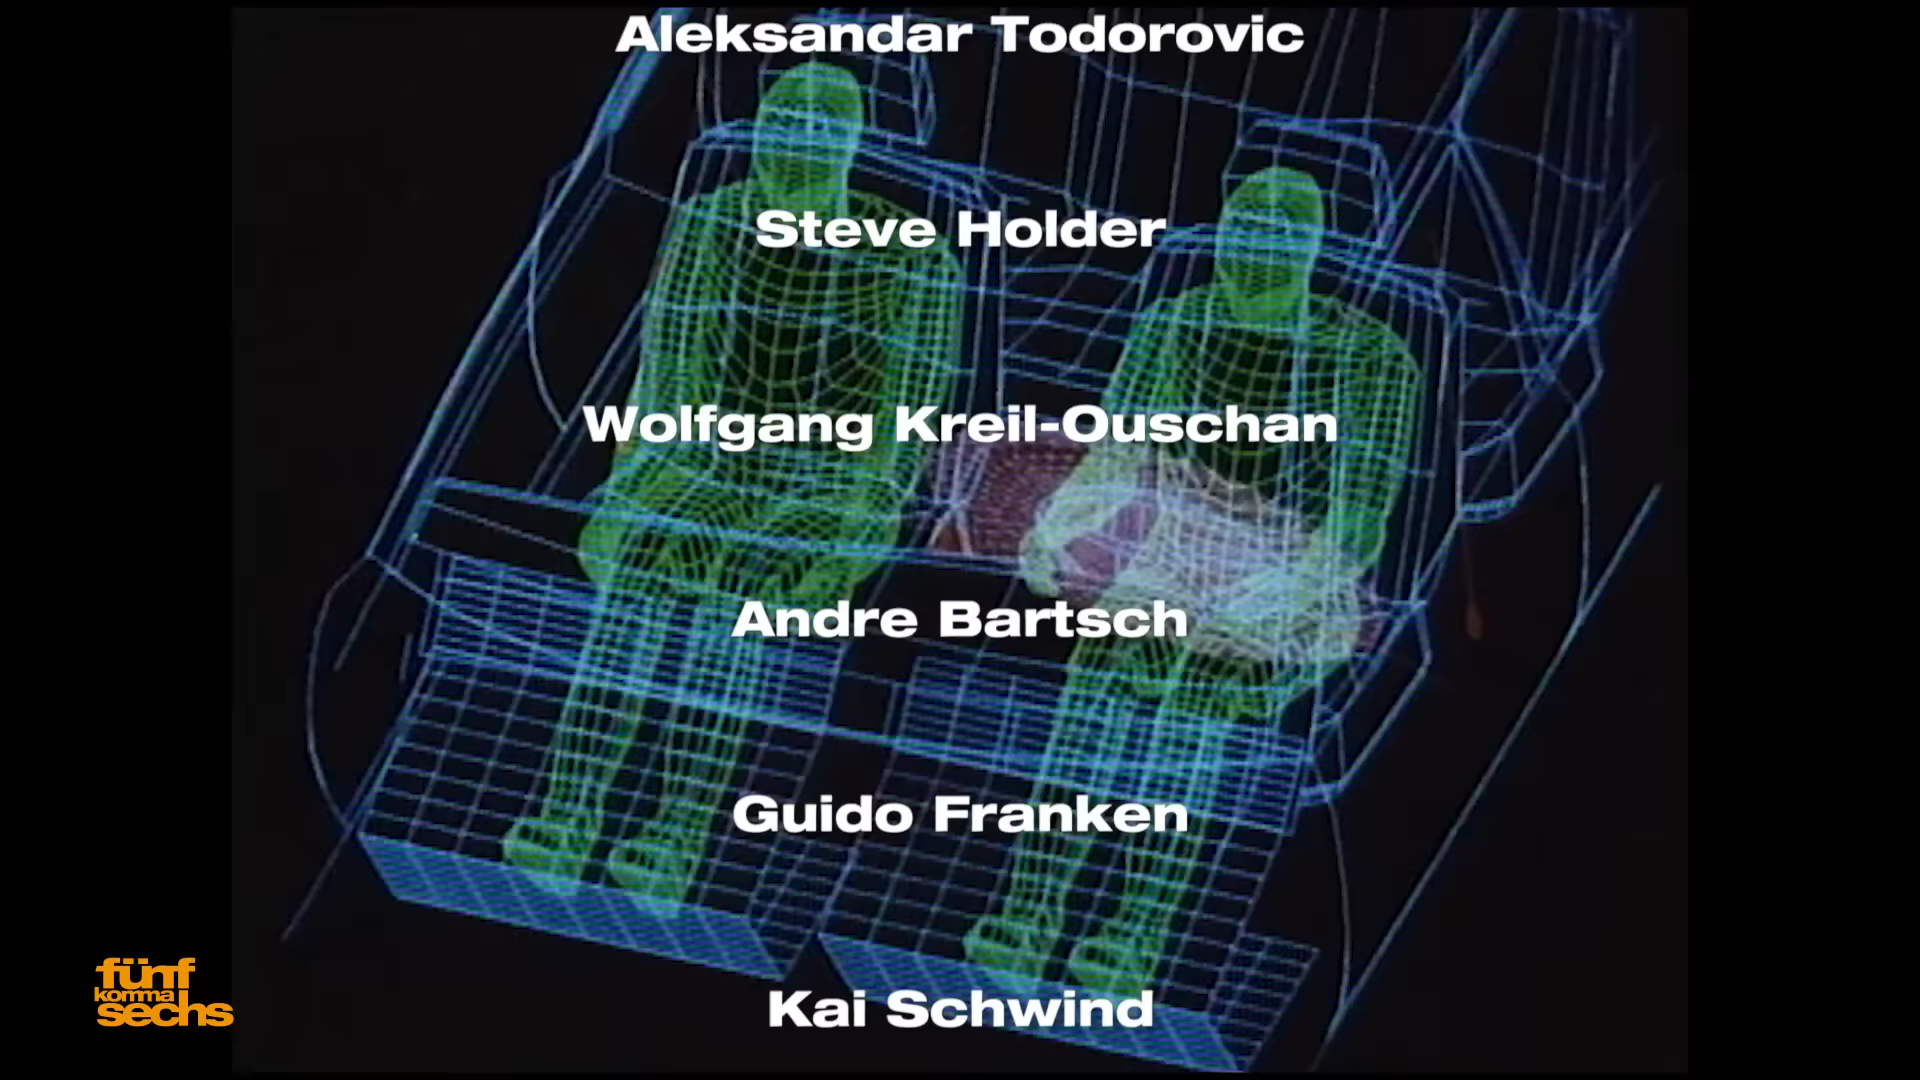 Aleksandar Todorovic
Steve Holder
Wolfgang Kreil-Ouschan
Andre Bartsch
Guido Franken
Kai Schwind
fünf
komma
sechs